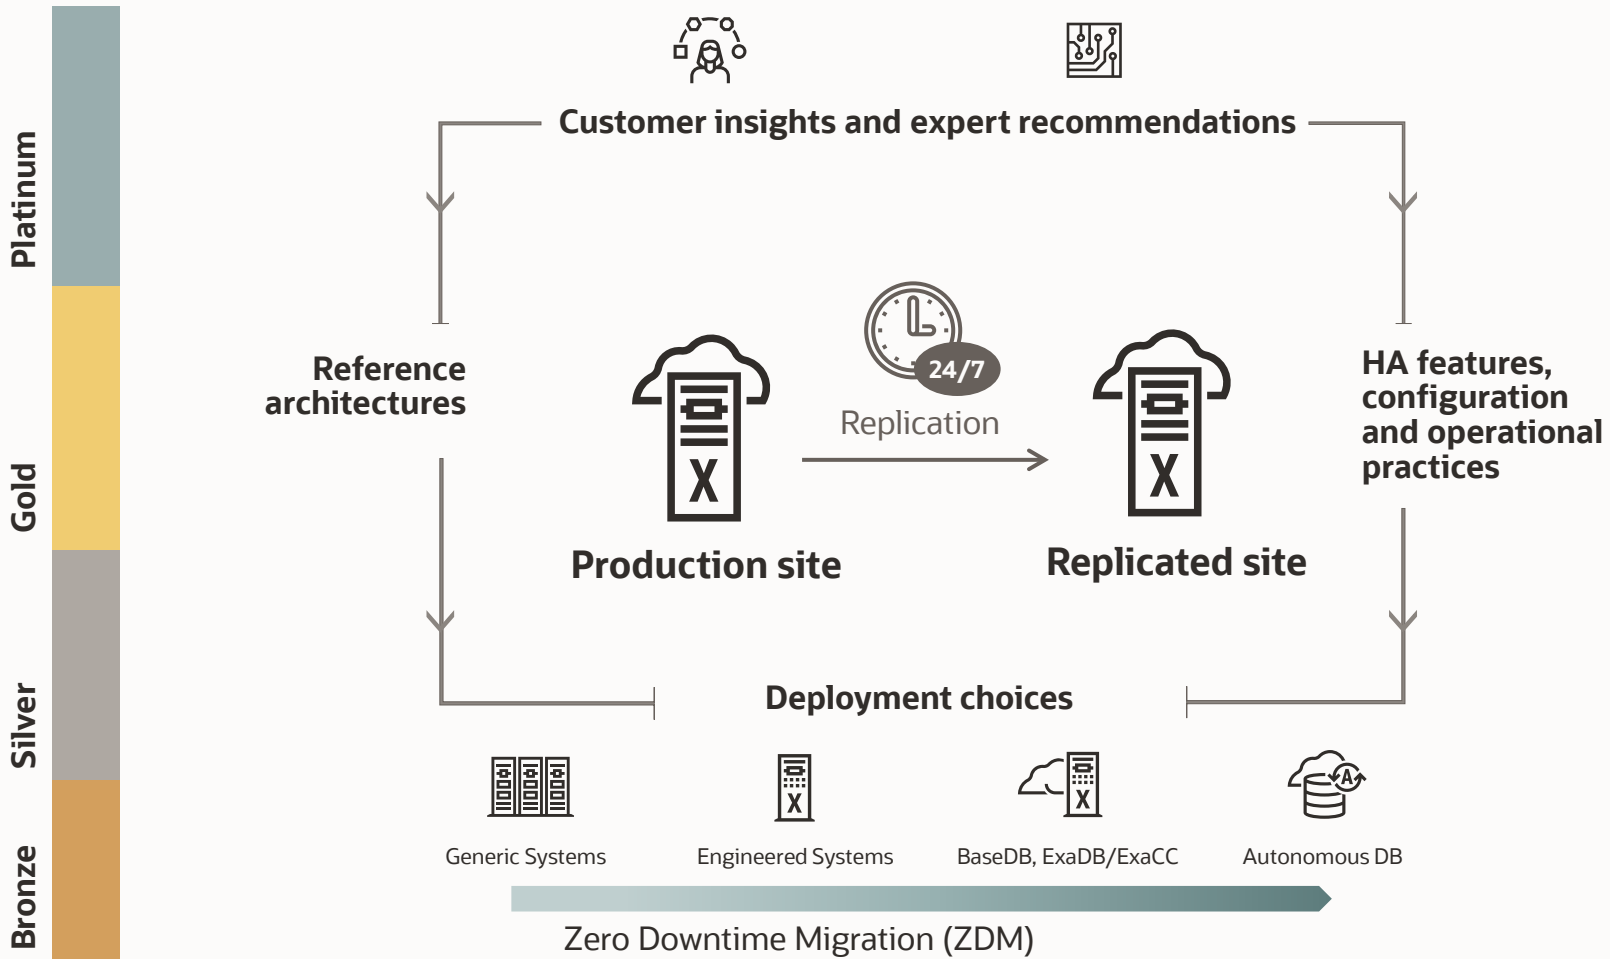 Platinum
Gold
Silver
Bronze
Customer insights and expert recommendations
Reference
architectures
24/7
Replication
X
X
Production site
Replicated site
HA features,
configuration
and operational
practices
Deployment choices
X
X
A
Generic Systems
Engineered Systems
BaseDB, ExaDB/ExaCC
Autonomous DB
Zero Downtime Migration (ZDM)